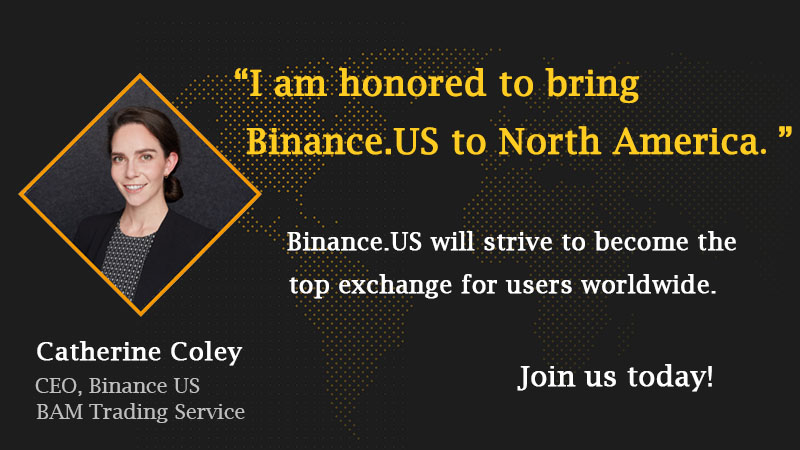 “I am honored to bring
Binance.US to North America. ”
Binance.US will strive to become the
top exchange for users worldwide.
Catherine Coley
CEO, Binance US
BAM Trading Service
Join us today!